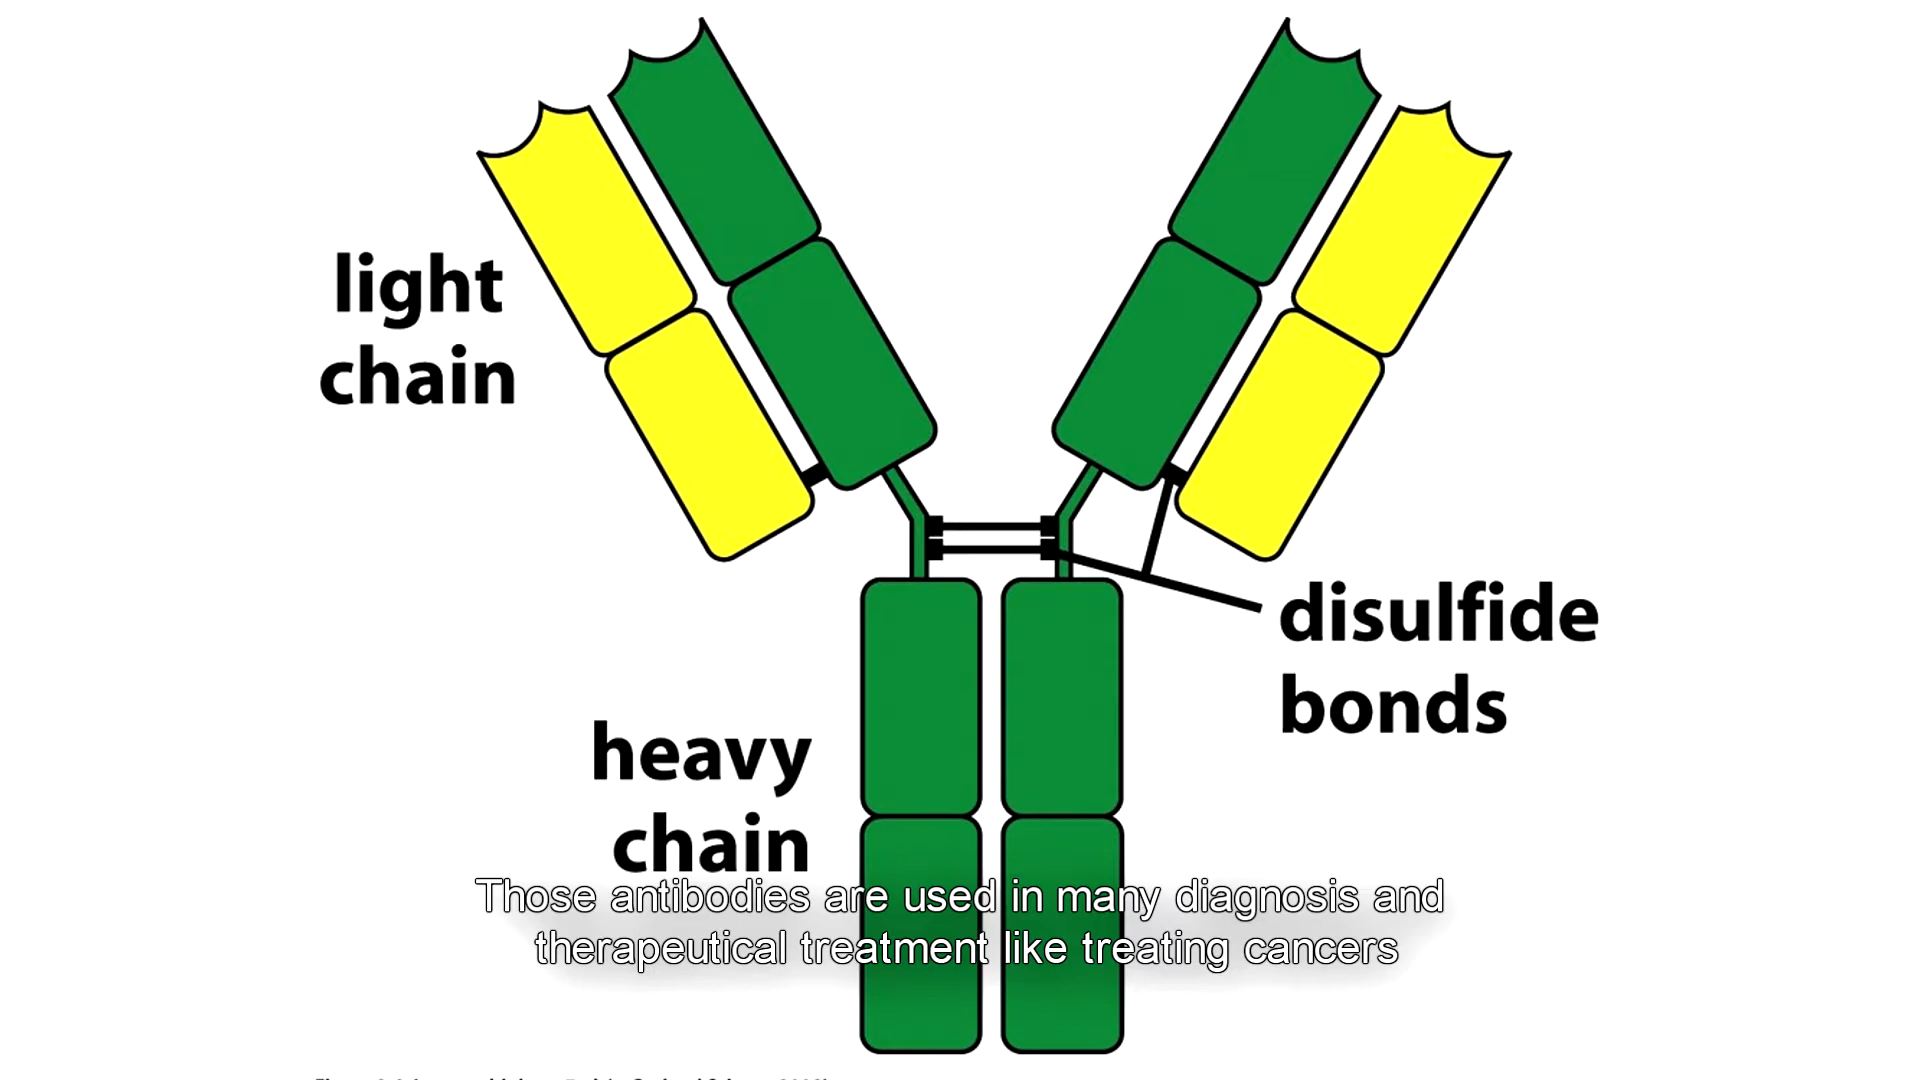 light
chain
disulfide
bonds
heavy
chain
Those antibodies are used in many diagnosis and
therapeutical treatment like treating cancers